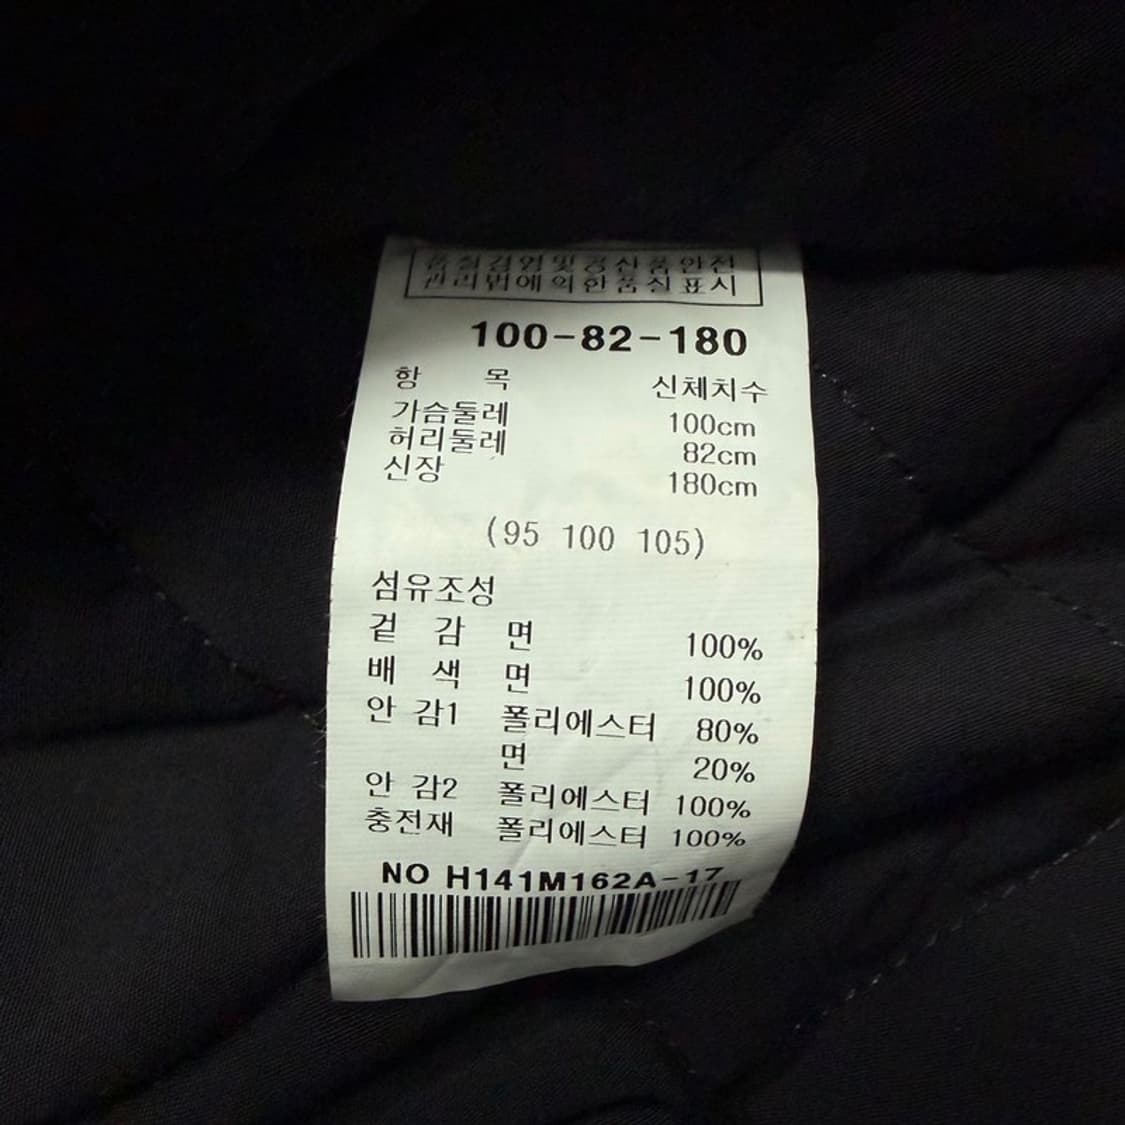 품질경영및공산품안전
관리법에의한품질표시
100-82-180
항 목 신체치수
가슴둘레 100cm
허리둘레 82cm
신장 180cm
(95 100 105)
섬유조성
겉 감 면 100%
배 색 면 100%
안 감1 폴리에스터 80%
면 20%
안 감2 폴리에스터 100%
충전재 폴리에스터 100%
NO H141M162A-17